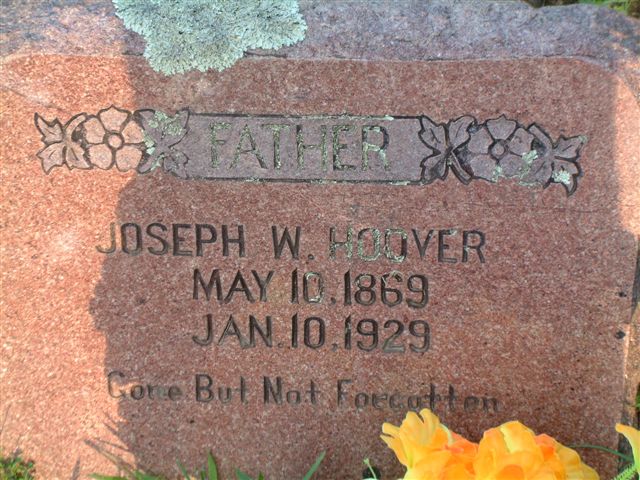 FATHER
JOSEPH W. HOOVER
MAY 10. 1869
JAN. 10. 1929
Gone But Not Forgotten